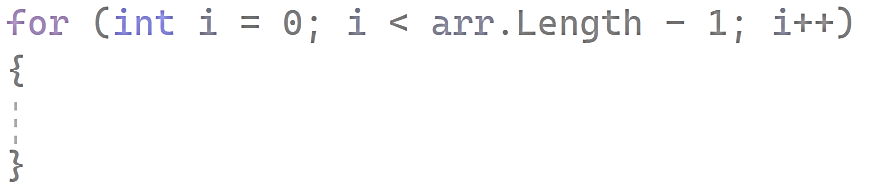 for (int i = 0; i < arr.Length - 1; i++)
{
}